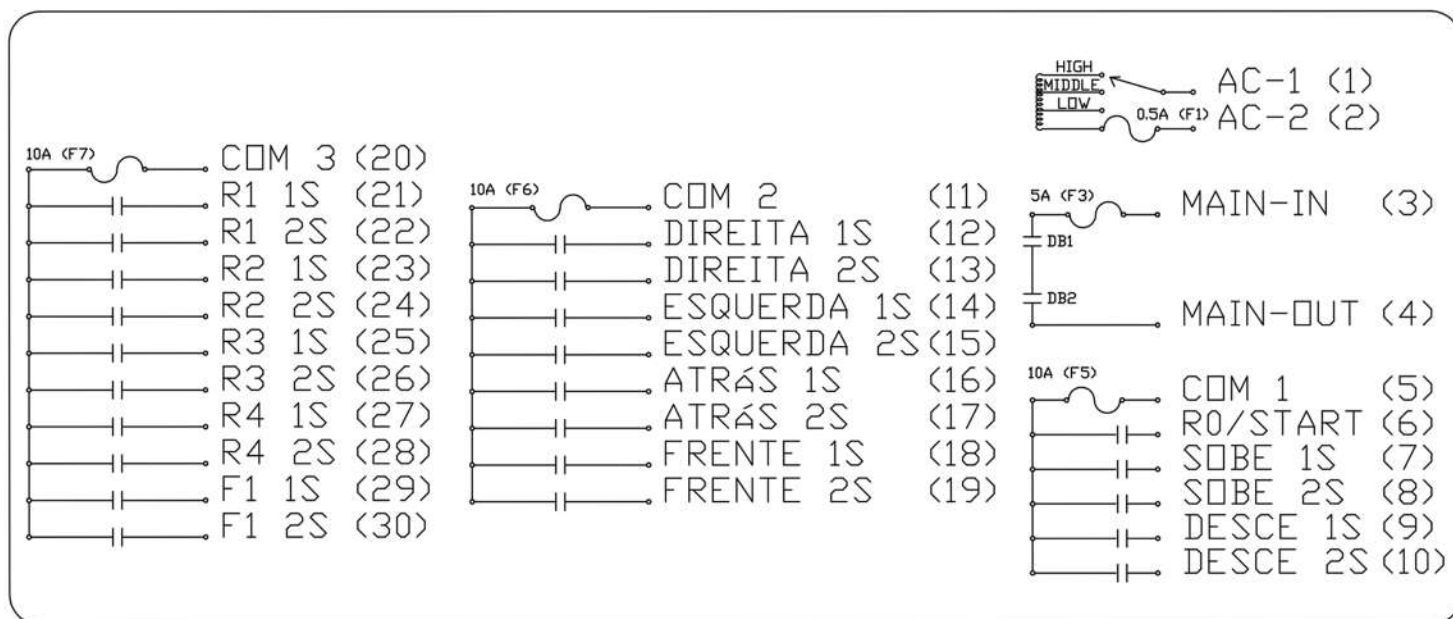 10A (F7)
COM 3 (20)
R1 1S (21)
R1 2S (22)
R2 1S (23)
R2 2S (24)
R3 1S (25)
R3 2S (26)
R4 1S (27)
R4 2S (28)
F1 1S (29)
F1 2S (30)
10A (F6)
COM 2 (11)
DIREITA 1S (12)
DIREITA 2S (13)
ESQUERDA 1S (14)
ESQUERDA 2S (15)
ATRáS 1S (16)
ATRáS 2S (17)
FRENTE 1S (18)
FRENTE 2S (19)
HIGH
MIDDLE
LOW
AC-1 (1)
0.5A (F1) AC-2 (2)
5A (F3)
MAIN-IN (3)
DB1
DB2
MAIN-OUT (4)
10A (F5)
COM 1 (5)
R0/START (6)
SOBE 1S (7)
SOBE 2S (8)
DESCE 1S (9)
DESCE 2S (10)